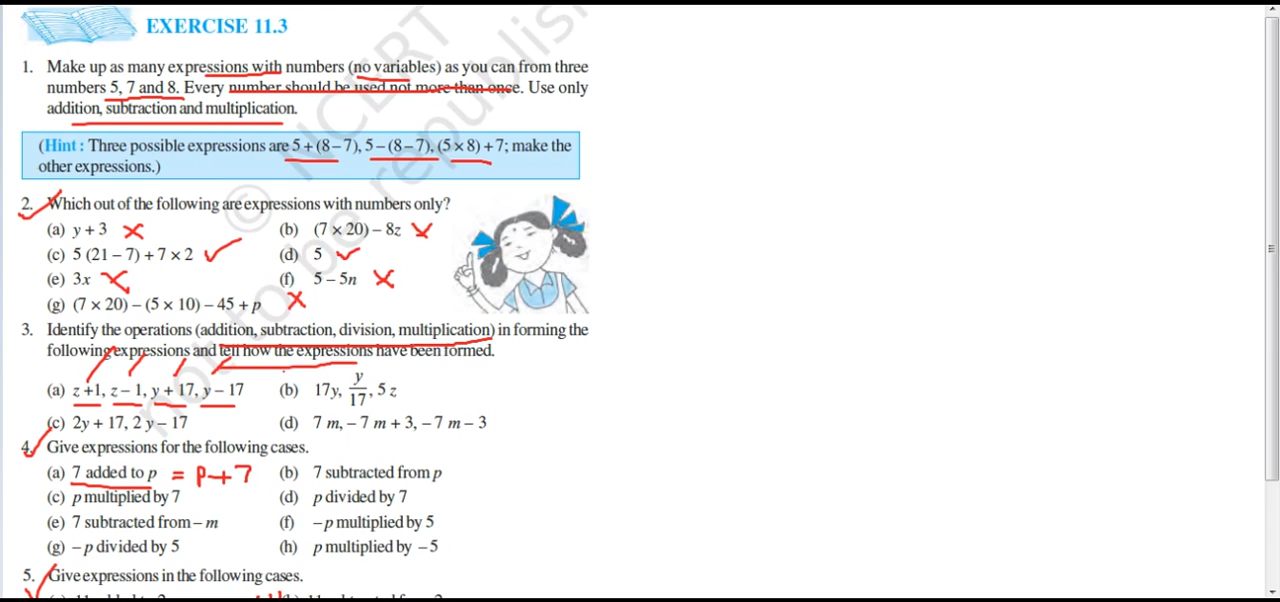 EXERCISE 11.3
1. Make up as many expressions with numbers (no variables) as you can from three
numbers 5, 7 and 8. Every number should be used not more than once. Use only
addition, subtraction and multiplication.
(Hint : Three possible expressions are 5 + (8 – 7), 5 – (8 – 7), (5 × 8) + 7; make the
other expressions.)
2. Which out of the following are expressions with numbers only?
(a) y + 3 (b) (7 × 20) – 8z
(c) 5 (21 – 7) + 7 × 2 (d) 5
(e) 3x (f) 5 – 5n
(g) (7 × 20) – (5 × 10) – 45 + p
3. Identify the operations (addition, subtraction, division, multiplication) in forming the
following expressions and tell how the expressions have been formed.
(a) z +1, z – 1, y + 17, y – 17 (b) 17y, y/17, 5 z
(c) 2y + 17, 2 y – 17 (d) 7 m, – 7 m + 3, – 7 m – 3
4. Give expressions for the following cases.
(a) 7 added to p = p+7 (b) 7 subtracted from p
(c) p multiplied by 7 (d) p divided by 7
(e) 7 subtracted from – m (f) – p multiplied by 5
(g) – p divided by 5 (h) p multiplied by – 5
5. Give expressions in the following cases.
© NCERT
not to be republis